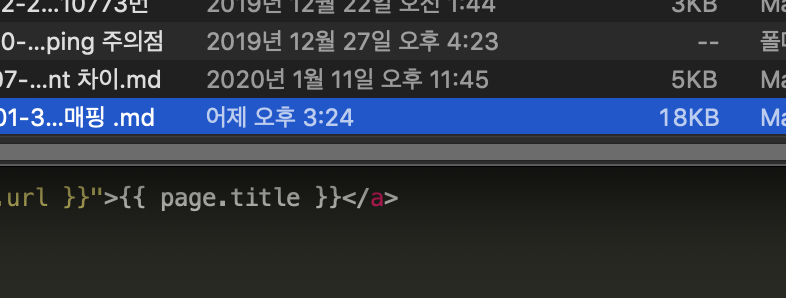 2-2...10773번 2019년 12월 22일 오전 1:44 3KB Ma
0-...ping 주의점 2019년 12월 27일 오후 4:23 -- 폴더
07-...nt 차이.md 2020년 1월 11일 오후 11:45 5KB Ma
01-3...매핑 .md 어제 오후 3:24 18KB Ma
.url }}">{{ page.title }}</a>